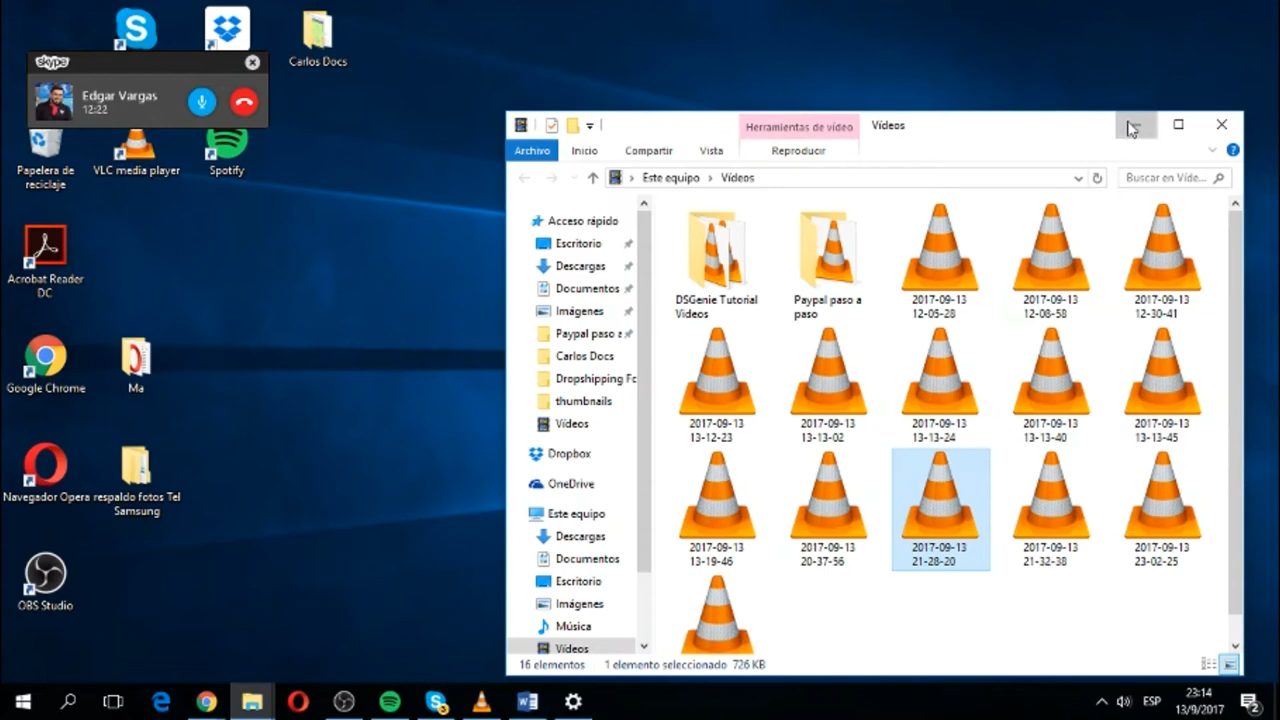 Carlos Docs
skype
Edgar Vargas
12:22
Papelera de
reciclaje
VLC media player
Spotify
Acrobat Reader
DC
Google Chrome
Ma
Navegador Opera
respaldo fotos Tel
Samsung
OBS Studio
Herramientas de vídeo
Vídeos
Archivo
Inicio
Compartir
Vista
Reproducir
Este equipo > Vídeos
Buscar en Víde...
Acceso rápido
Escritorio
Descargas
Documentos
Imágenes
Paypal paso a
Carlos Docs
Dropshipping Fc
thumbnails
Vídeos
Dropbox
OneDrive
Este equipo
Descargas
Documentos
Escritorio
Imágenes
Música
Vídeos
DSGenie Tutorial
Videos
Paypal paso a
paso
2017-09-13
12-05-28
2017-09-13
12-08-58
2017-09-13
12-30-41
2017-09-13
13-12-23
2017-09-13
13-13-02
2017-09-13
13-13-24
2017-09-13
13-13-40
2017-09-13
13-13-45
2017-09-13
13-19-46
2017-09-13
20-37-56
2017-09-13
21-28-20
2017-09-13
21-32-38
2017-09-13
23-02-25
16 elementos
1 elemento seleccionado 726 KB
ESP
23:14
13/9/2017